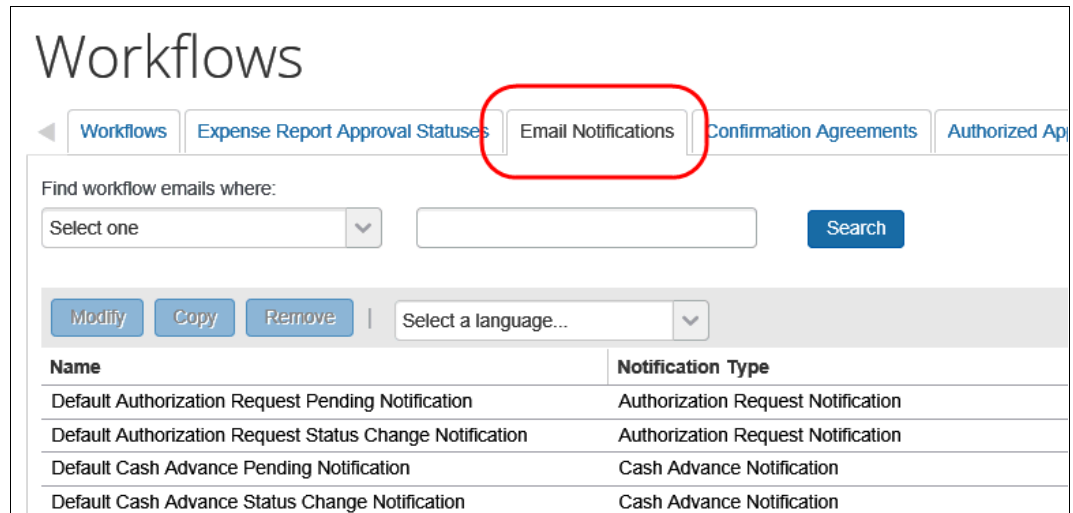 Workflows
Workflows Expense Report Approval Statuses Email Notifications Confirmation Agreements Authorized Ap
Find workflow emails where:
Select one Search
Modify Copy Remove | Select a language...
Name Notification Type
Default Authorization Request Pending Notification Authorization Request Notification
Default Authorization Request Status Change Notification Authorization Request Notification
Default Cash Advance Pending Notification Cash Advance Notification
Default Cash Advance Status Change Notification Cash Advance Notification